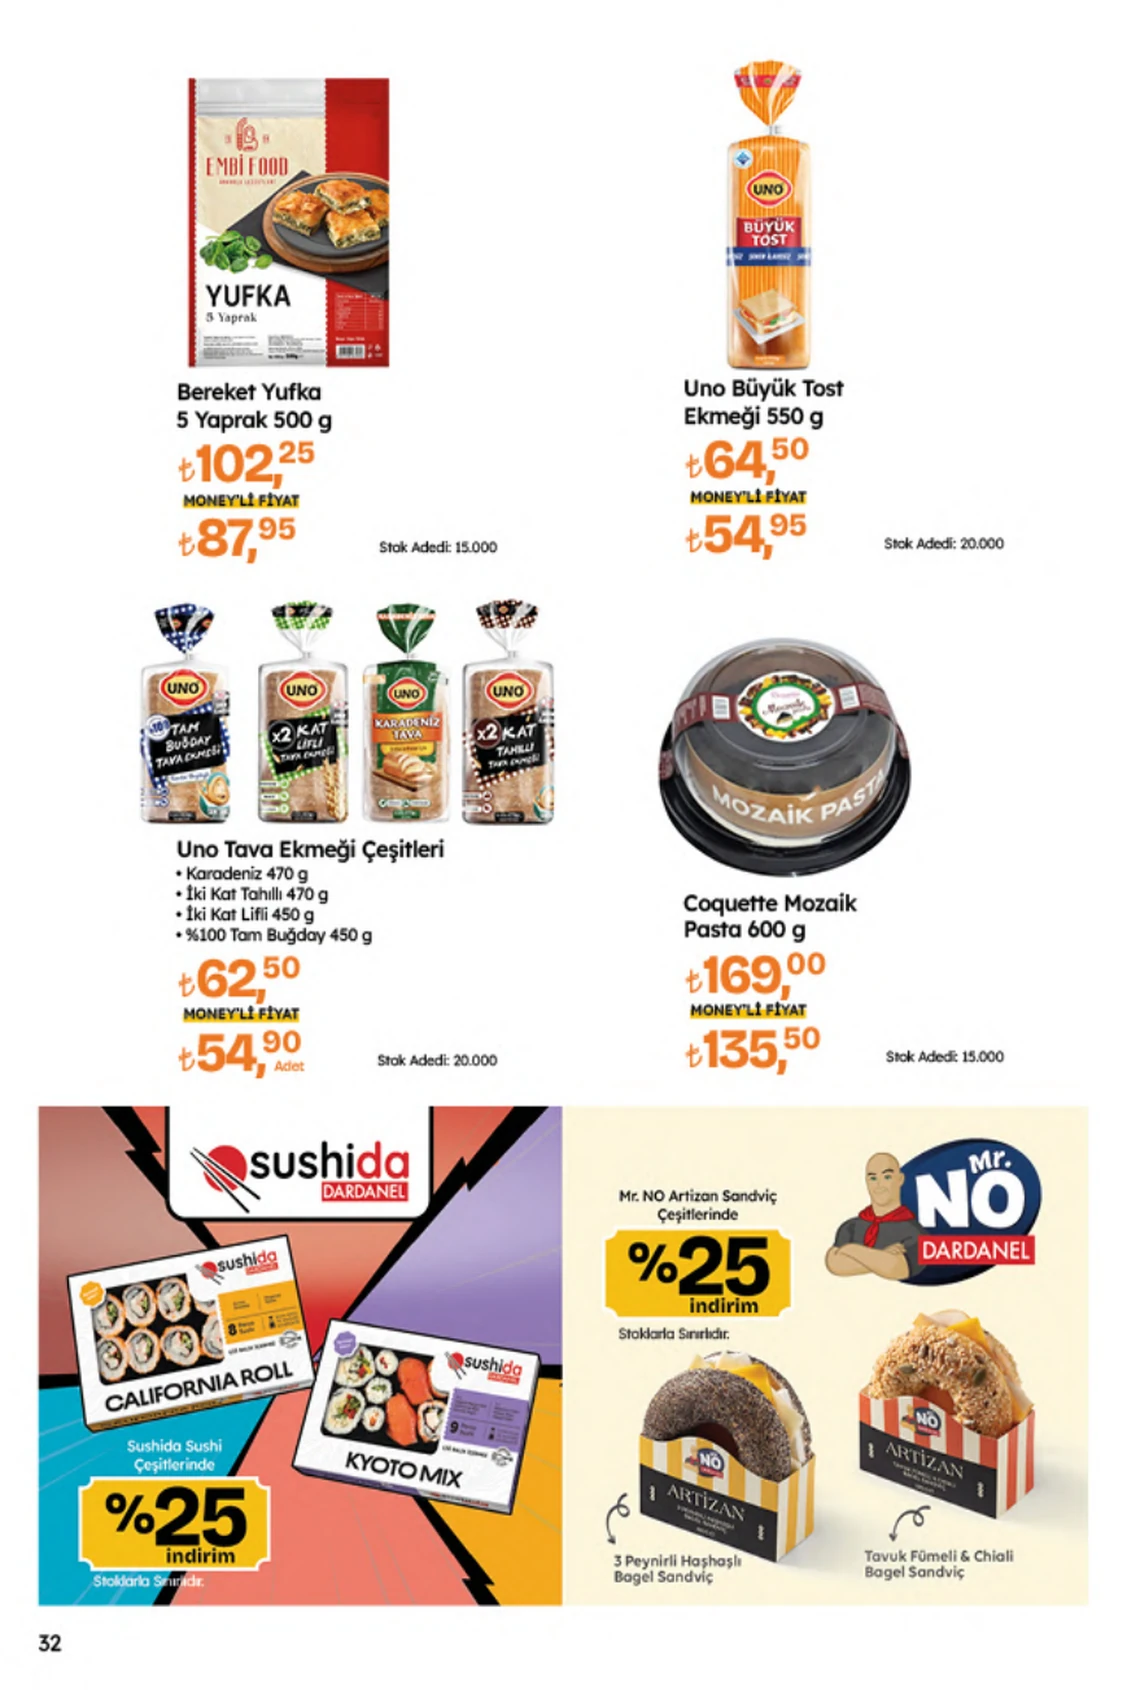 EMBİ FOOD
YUFKA
5 Yaprak
Bereket Yufka
5 Yaprak 500 g
₺102,25
MONEY'Lİ FİYAT
₺87,95
Stok Adedi: 15.000
UNO
BÜYÜK
TOST
Uno Büyük Tost
Ekmeği 550 g
₺64,50
MONEY'Lİ FİYAT
₺54,95
Stok Adedi: 20.000
UNO
TAM
BUĞDAY
TAVA EKMEĞİ
UNO
x2 KAT
LİFLİ
TAVA EKMEĞİ
UNO
KARADENİZ
TAVA
UNO
x2 KAT
TAHILLI
TAVA EKMEĞİ
Uno Tava Ekmeği Çeşitleri
• Karadeniz 470 g
• İki Kat Tahıllı 470 g
• İki Kat Lifli 450 g
• %100 Tam Buğday 450 g
₺62,50
MONEY'Lİ FİYAT
₺54,90
Adet
Stok Adedi: 20.000
MOZAİK PASTA
Coquette Mozaik
Pasta 600 g
₺169,00
MONEY'Lİ FİYAT
₺135,50
Stok Adedi: 15.000
sushida
DARDANEL
sushida
DARDANEL
8
CALIFORNIA ROLL
sushida
DARDANEL
9
KYOTO MIX
Sushida Sushi
Çeşitlerinde
%25
indirim
Stoklarla Sınırlıdır.
Mr. NO Artizan Sandviç
Çeşitlerinde
%25
indirim
Stoklarla Sınırlıdır.
Mr.
NO
DARDANEL
NO
ARTİZAN
NO
ARTİZAN
3 Peynirli Haşhaşlı
Bagel Sandviç
Tavuk Fümeli & Chiali
Bagel Sandviç
32